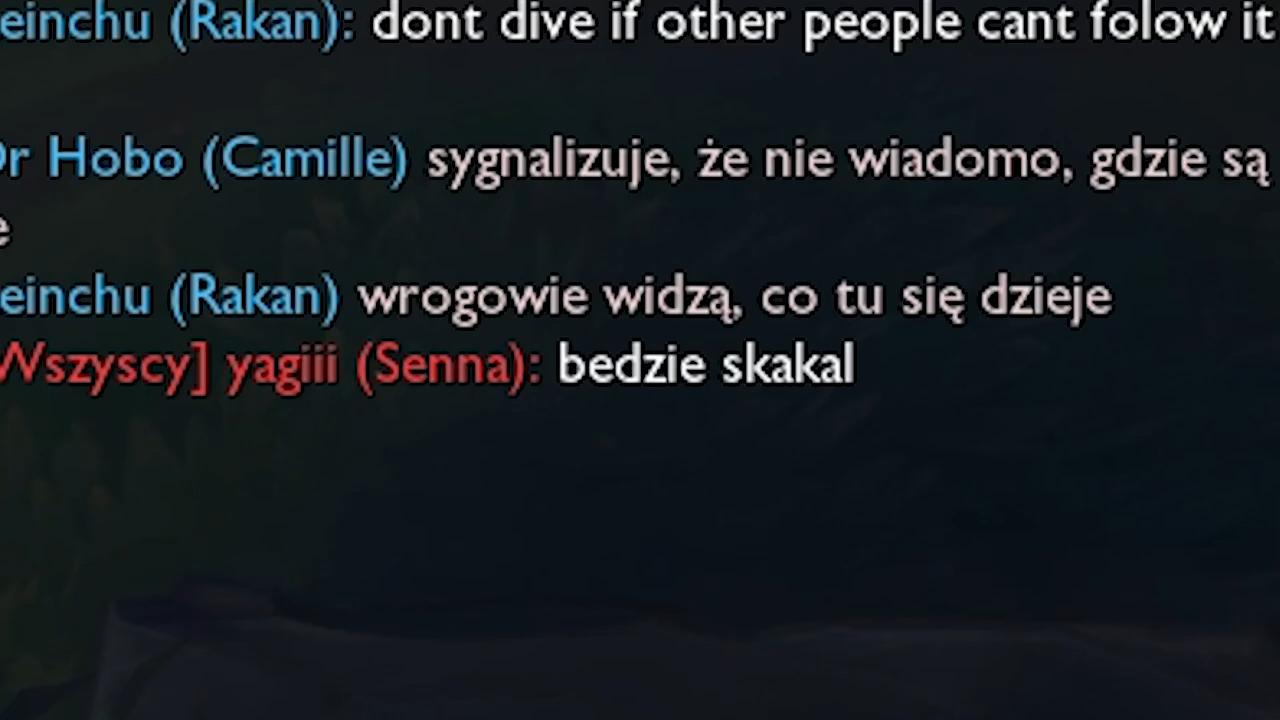 einchu (Rakan): dont dive if other people cant folow it
Dr Hobo (Camille) sygnalizuje, że nie wiadomo, gdzie są
e
einchu (Rakan) wrogowie widzą, co tu się dzieje
Wszyscy] yagiii (Senna): bedzie skakal